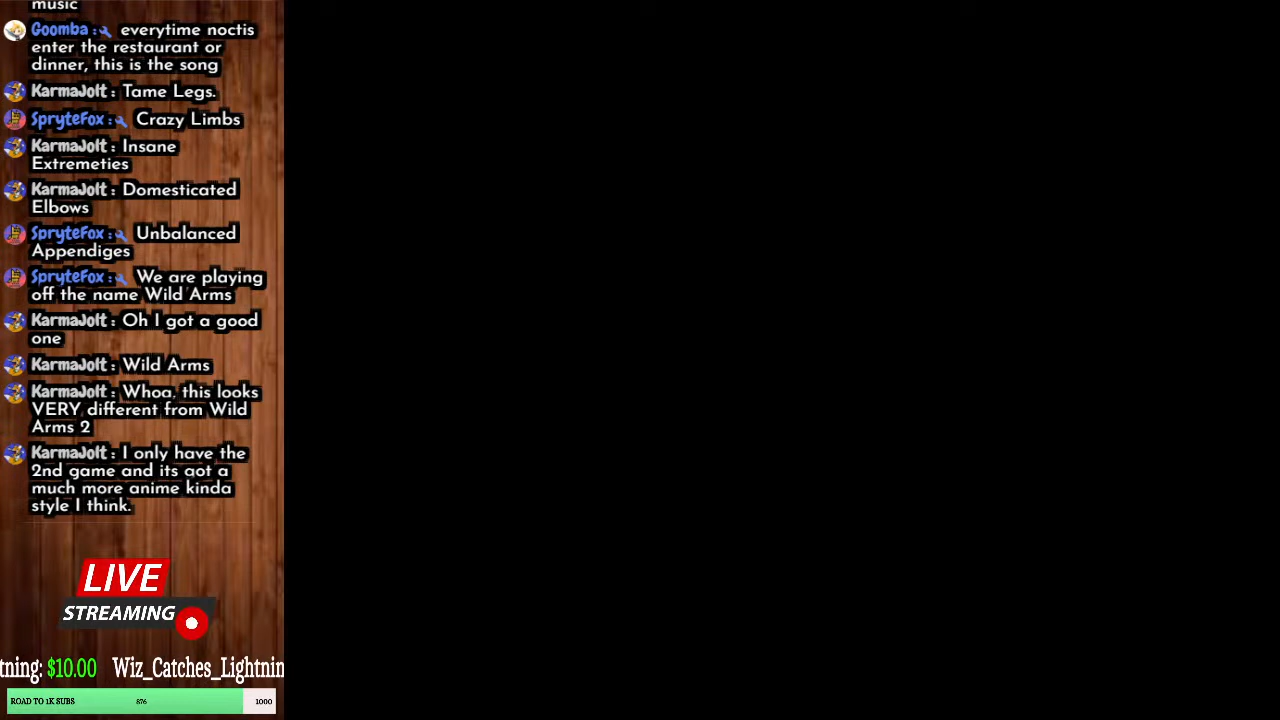 music
Goomba : everytime noctis
enter the restaurant or
dinner, this is the song
KarmaJolt : Tame Legs.
SpryteFox : Crazy Limbs
KarmaJolt : Insane
Extremeties
KarmaJolt : Domesticated
Elbows
SpryteFox : Unbalanced
Appendiges
SpryteFox : We are playing
off the name Wild Arms
KarmaJolt : Oh I got a good
one
KarmaJolt : Wild Arms
KarmaJolt : Whoa, this looks
VERY different from Wild
Arms 2
KarmaJolt : I only have the
2nd game and its got a
much more anime kinda
style I think.
LIVE
STREAMING
tning: $10.00 Wiz_Catches_Lightnin
ROAD TO 1K SUBS 876 1000